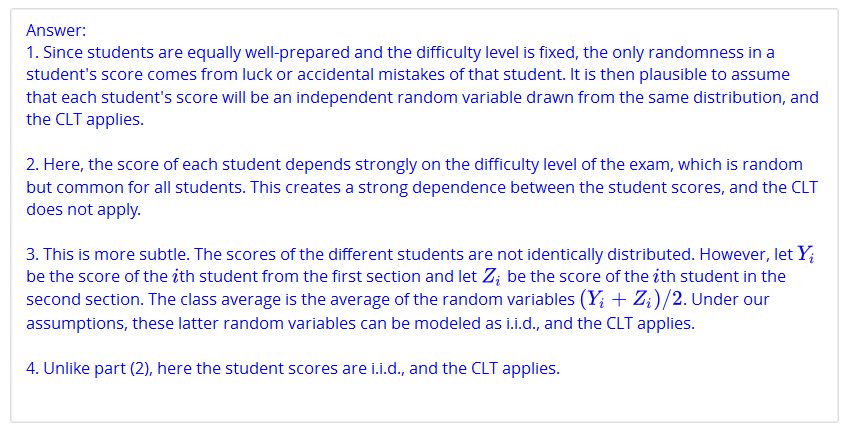 Answer:
1. Since students are equally well-prepared and the difficulty level is fixed, the only randomness in a
student's score comes from luck or accidental mistakes of that student. It is then plausible to assume
that each student's score will be an independent random variable drawn from the same distribution, and
the CLT applies.
2. Here, the score of each student depends strongly on the difficulty level of the exam, which is random
but common for all students. This creates a strong dependence between the student scores, and the CLT
does not apply.
3. This is more subtle. The scores of the different students are not identically distributed. However, let Yᵢ
be the score of the ith student from the first section and let Zᵢ be the score of the ith student in the
second section. The class average is the average of the random variables (Yᵢ + Zᵢ)/2. Under our
assumptions, these latter random variables can be modeled as i.i.d., and the CLT applies.
4. Unlike part (2), here the student scores are i.i.d., and the CLT applies.